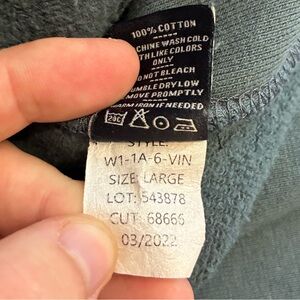 100% COTTON
CHINE WASH COLD
TH LIKE COLORS
ONLY
O NOT BLEACH
UMBLE DRY LOW
MOVE PROMPTLY
WARM IRON IF NEEDED
STYLE:
W1-1A-6-VIN
SIZE: LARGE
LOT: 543878
CUT: 68666
03/2022